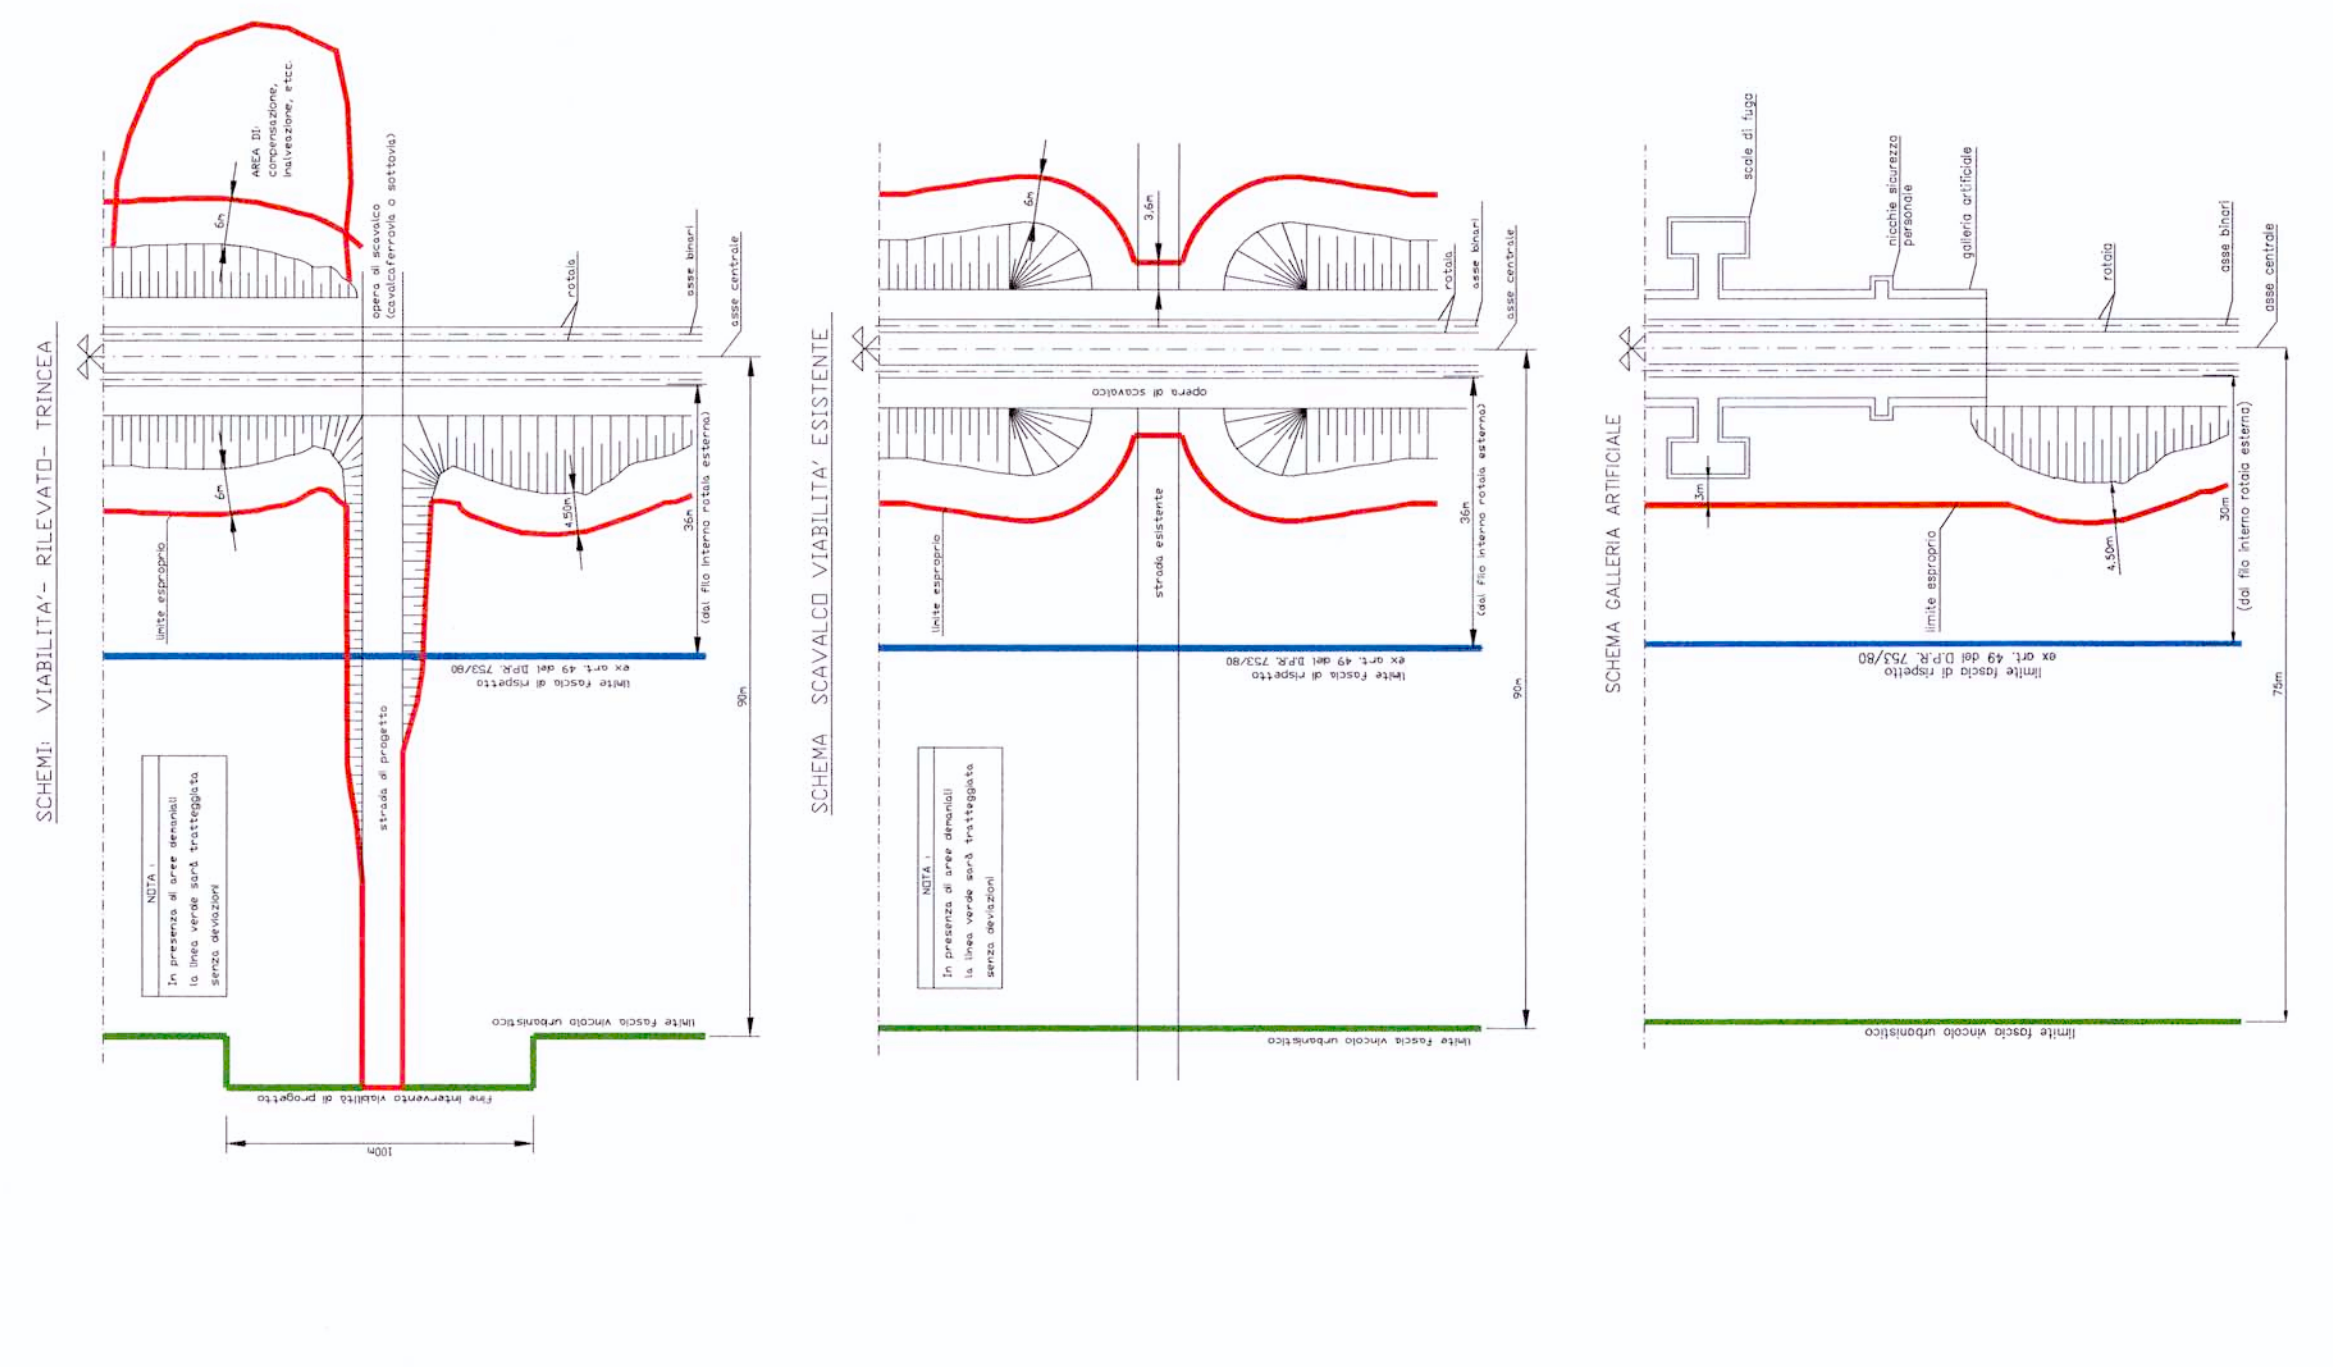 SCHEMI: VIABILITA'- RILEVATO- TRINCEA
AREA DI:
compensazione,
inalveazione, etcc.
6m
opera di scavalco
(cavalcaferrovia o sottovia)
rotaia
asse binari
asse centrale
6m
4.50m
36m
(dal filo interno rotaia esterna)
limite esproprio
limite fascia di rispetto
ex art. 49 del D.P.R. 753/80
90m
strada di progetto
NOTA :
In presenza di aree demaniali
la linea verde sarà tratteggiata
senza deviazioni
limite fascia vincolo urbanistico
fine intervento viabilità di progetto
100m
SCHEMA SCAVALCO VIABILITA' ESISTENTE
6m
3,6m
rotaia
asse binari
asse centrale
opera di scavalco
strada esistente
limite esproprio
36m
(dal filo interno rotaia esterna)
limite fascia di rispetto
ex art. 49 del D.P.R. 753/80
90m
NOTA :
In presenza di aree demaniali
la linea verde sarà tratteggiata
senza deviazioni
limite fascia vincolo urbanistico
SCHEMA GALLERIA ARTIFICIALE
scale di fuga
nicchie sicurezza
personale
galleria artificiale
rotaia
asse binari
asse centrale
3m
limite esproprio
4.50m
30m
(dal filo interno rotaia esterna)
limite fascia di rispetto
ex art. 49 del D.P.R. 753/80
75m
limite fascia vincolo urbanistico